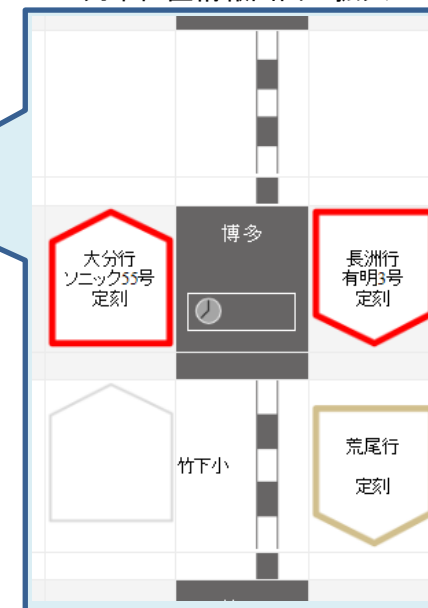 博多
大分行
ソニック55号
定刻
長洲行
有明3号
定刻
竹下小
荒尾行
定刻